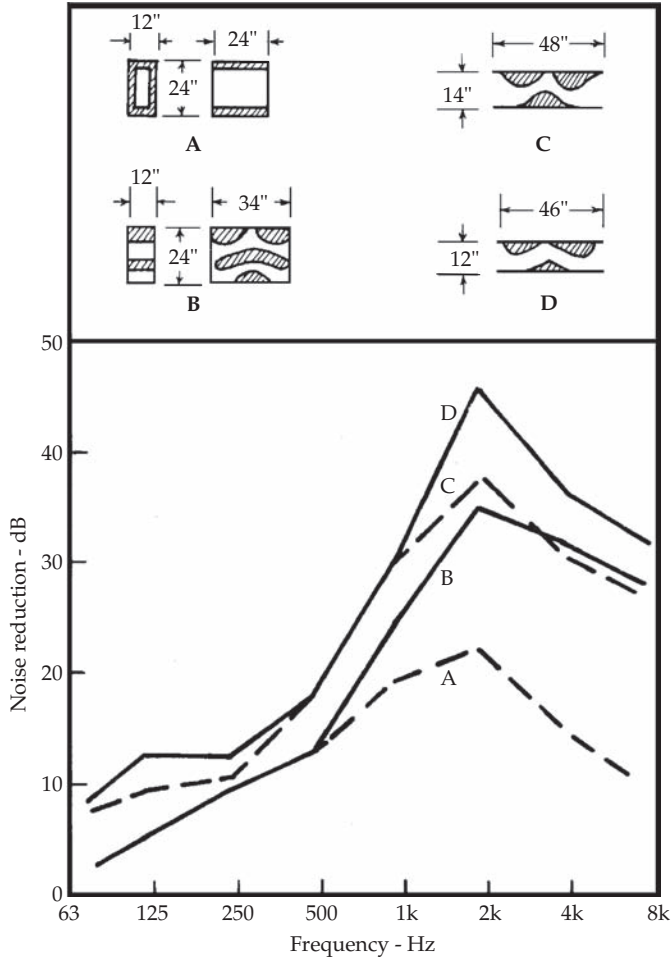 12"
24"
24"
A
48"
14"
C
12"
34"
24"
B
46"
12"
D
50
40
30
20
10
0
Noise reduction - dB
D
C
B
A
63 125 250 500 1k 2k 4k 8k
Frequency - Hz